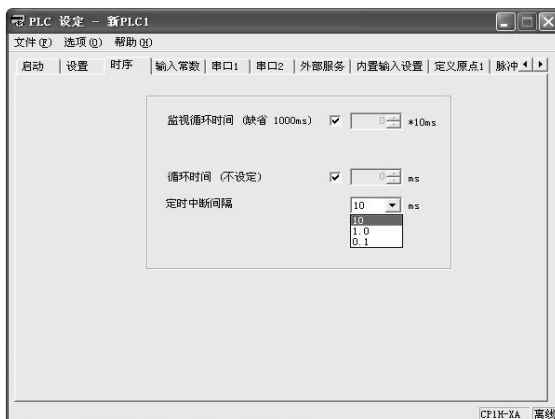 PLC 设定 - 新PLC1
文件(F) 选项(O) 帮助(H)
启动 设置 时序 输入常数 串口1 串口2 外部服务 内置输入设置 定义原点1 脉冲
监视循环时间 (缺省 1000ms) 0 *10ms
循环时间 (不设定) 0 ms
定时中断间隔 10 ms
10
1.0
0.1
CP1H-XA 离线